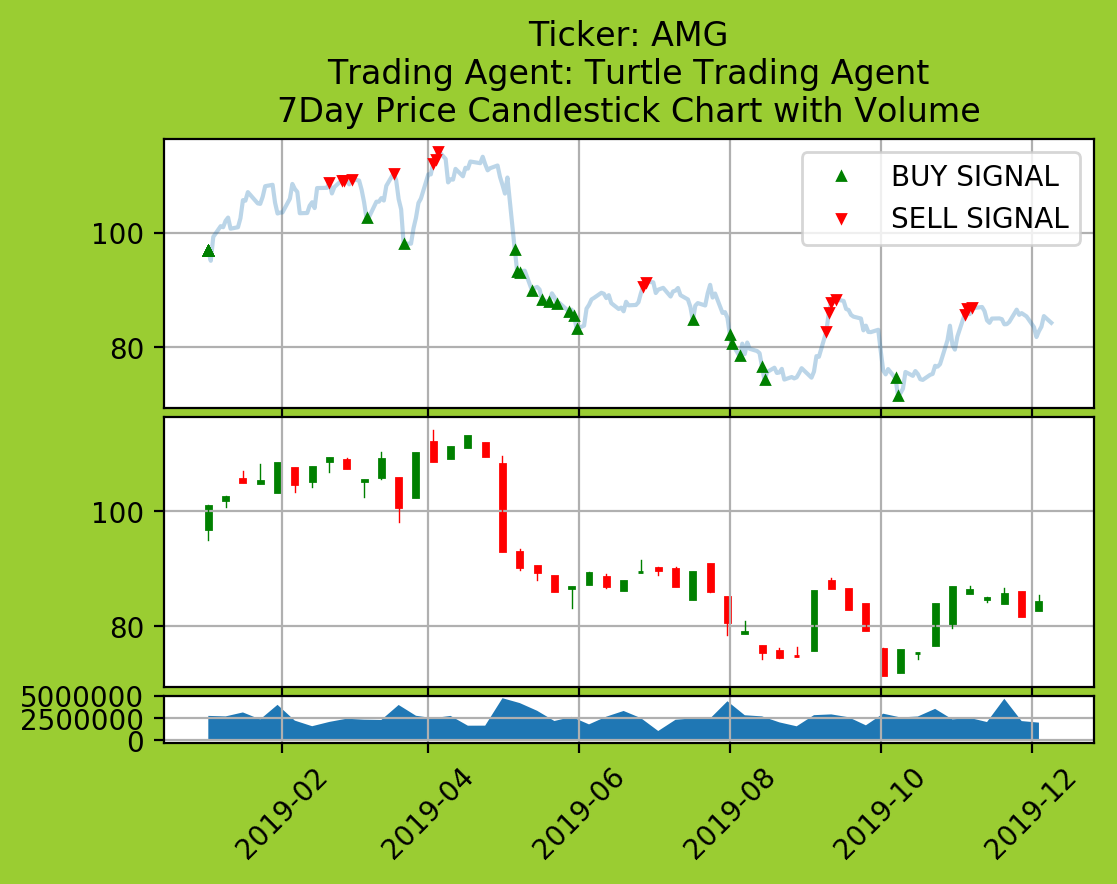 Ticker: AMG
Trading Agent: Turtle Trading Agent
7Day Price Candlestick Chart with Volume
BUY SIGNAL
SELL SIGNAL
100
80
100
80
5000000
2500000
0
2019-02
2019-04
2019-06
2019-08
2019-10
2019-12